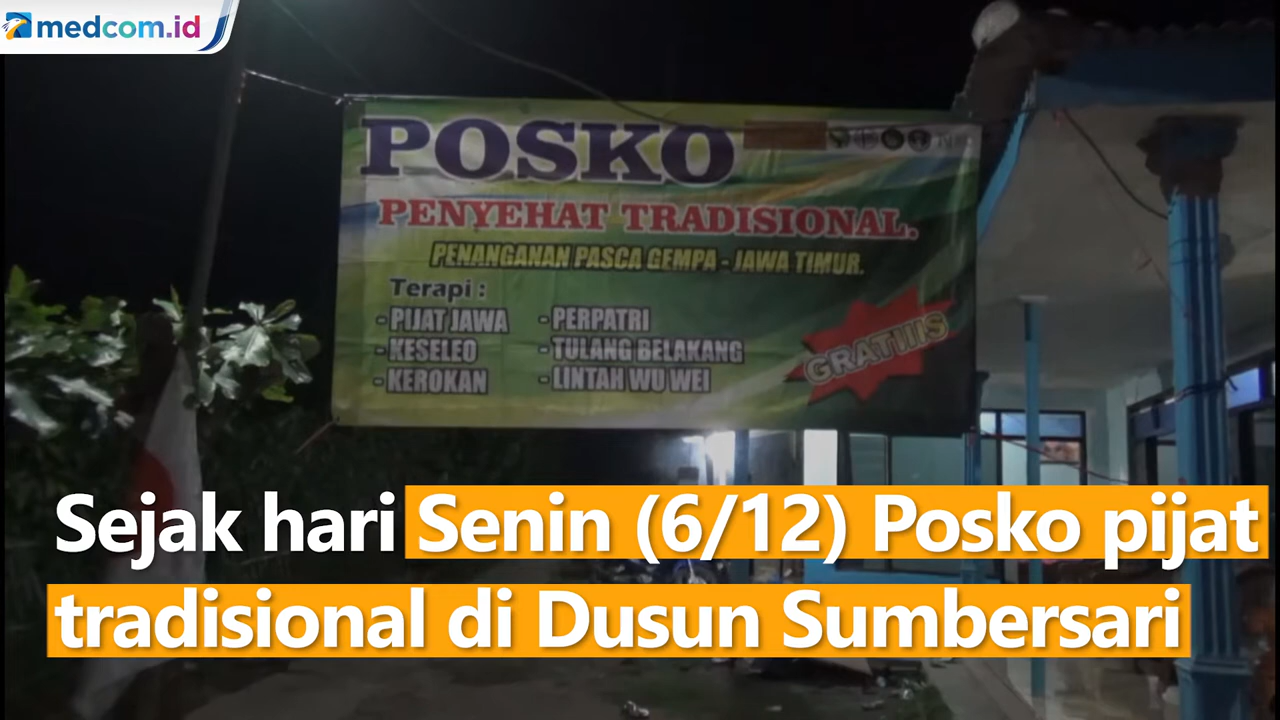 medcom.id
POSKO
PENYEHAT TRADISIONAL.
PENANGANAN PASCA GEMPA - JAWA TIMUR.
Terapi :
- PIJAT JAWA
- KESELEO
- KEROKAN
- PERPATRI
- TULANG BELAKANG
- LINTAH WU WEI
GRATIIIS
Sejak hari Senin (6/12) Posko pijat
tradisional di Dusun Sumbersari